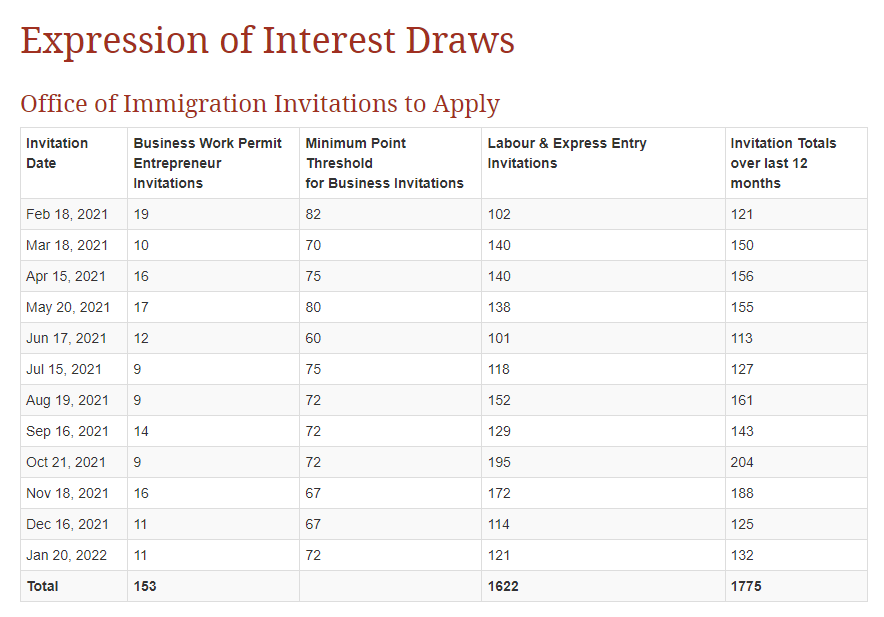 Expression of Interest Draws
Office of Immigration Invitations to Apply
Invitation Date Business Work Permit Entrepreneur Invitations Minimum Point Threshold for Business Invitations Labour & Express Entry Invitations Invitation Totals over last 12 months
Feb 18, 2021 19 82 102 121
Mar 18, 2021 10 70 140 150
Apr 15, 2021 16 75 140 156
May 20, 2021 17 80 138 155
Jun 17, 2021 12 60 101 113
Jul 15, 2021 9 75 118 127
Aug 19, 2021 9 72 152 161
Sep 16, 2021 14 72 129 143
Oct 21, 2021 9 72 195 204
Nov 18, 2021 16 67 172 188
Dec 16, 2021 11 67 114 125
Jan 20, 2022 11 72 121 132
Total 153 1622 1775